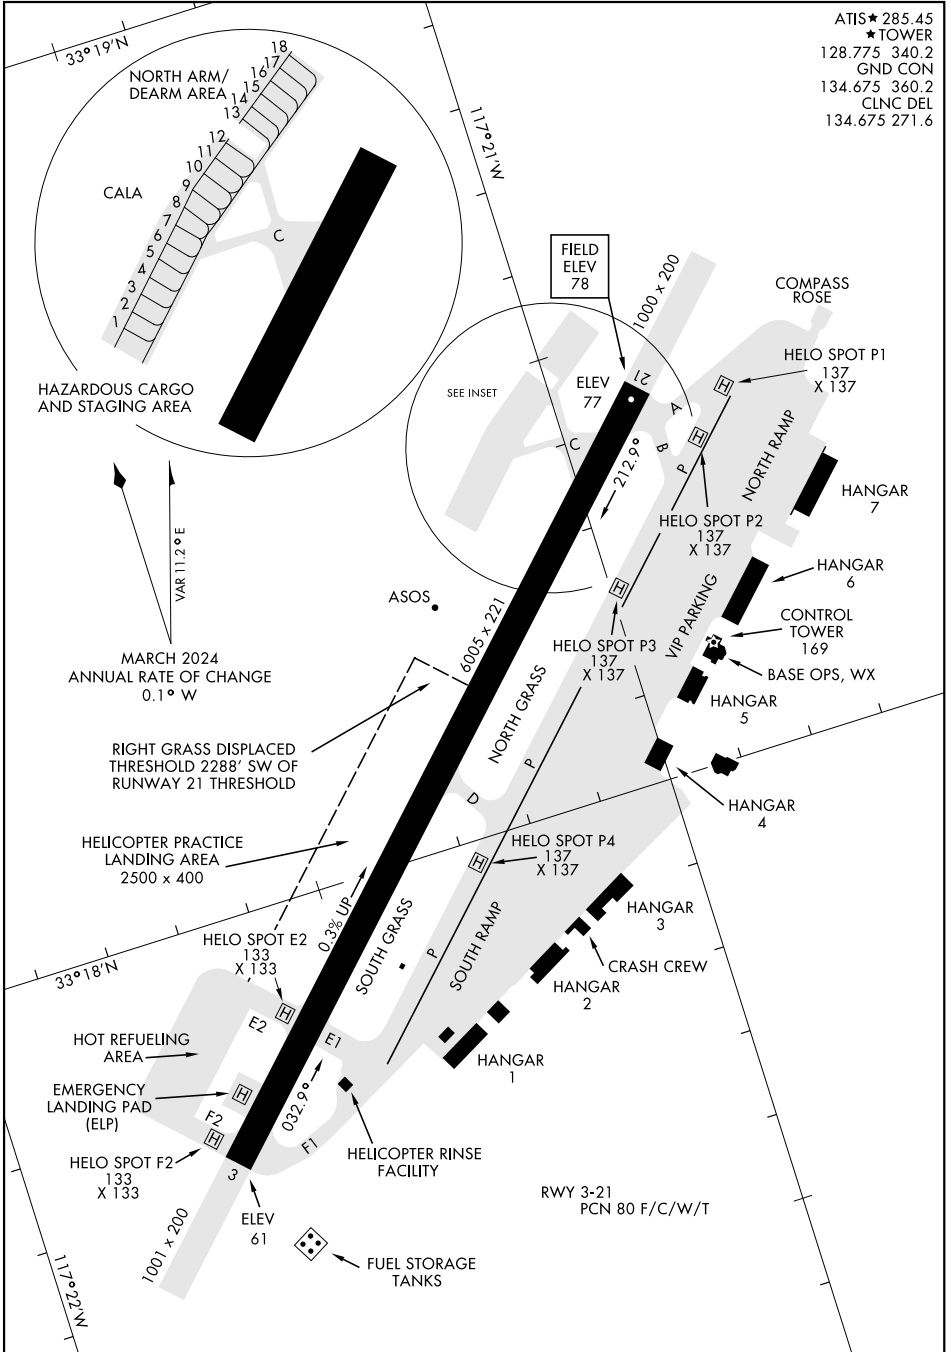 ATIS★ 285.45
★TOWER
128.775 340.2
GND CON
134.675 360.2
CLNC DEL
134.675 271.6
33°19'N
NORTH ARM/
DEARM AREA
18
17
16
15
14
13
12
11
10
9
8
7
6
5
4
3
2
1
CALA
C
HAZARDOUS CARGO
AND STAGING AREA
117°21'W
FIELD
ELEV
78
1000 x 200
COMPASS
ROSE
HELO SPOT P1
137
X 137
SEE INSET
ELEV
77
21
A
B
C
P
H
H
212.9°
NORTH RAMP
HANGAR
7
HELO SPOT P2
137
X 137
VAR 11.2° E
HANGAR
6
ASOS
6005 x 221
H
VIP PARKING
CONTROL
TOWER
169
HELO SPOT P3
137
X 137
BASE OPS, WX
MARCH 2024
ANNUAL RATE OF CHANGE
0.1° W
NORTH GRASS
HANGAR
5
RIGHT GRASS DISPLACED
THRESHOLD 2288' SW OF
RUNWAY 21 THRESHOLD
P
D
HANGAR
4
HELICOPTER PRACTICE
LANDING AREA
2500 x 400
HELO SPOT P4
137
X 137
H
0.3% UP
SOUTH GRASS
P
SOUTH RAMP
HANGAR
3
HELO SPOT E2
133
X 133
33°18'N
CRASH CREW
HANGAR
2
H
E2
E1
HOT REFUELING
AREA
HANGAR
1
EMERGENCY
LANDING PAD
(ELP)
H
032.9°
F2
H
F1
HELICOPTER RINSE
FACILITY
HELO SPOT F2
133
X 133
3
RWY 3-21
PCN 80 F/C/W/T
ELEV
61
1001 x 200
FUEL STORAGE
TANKS
117°22'W